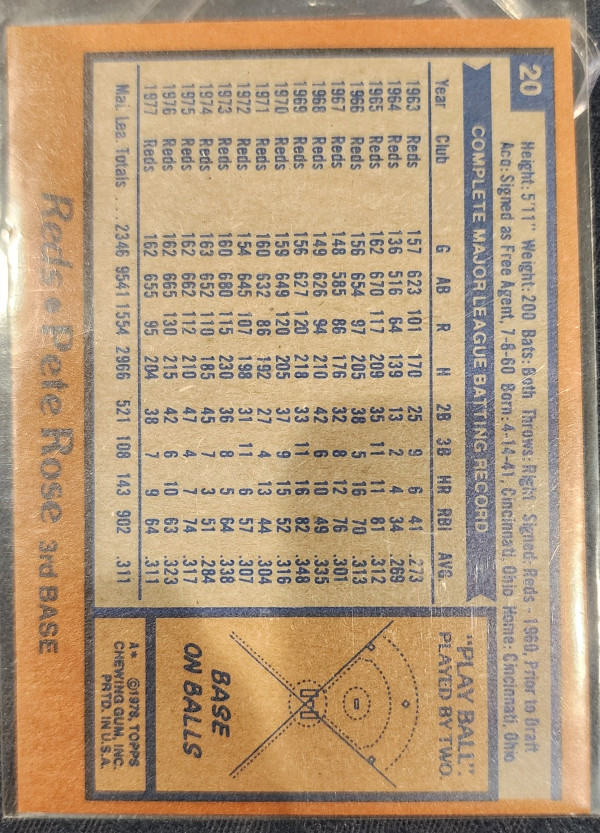 20
Height: 5'11" Weight: 200 Bats: Both Throws: Right Signed: Reds - 1960, Prior to Draft
Acq: Signed as Free Agent, 7-8-60 Born: 4-14-41, Cincinnati, Ohio Home: Cincinnati, Ohio
COMPLETE MAJOR LEAGUE BATTING RECORD
Year Club G AB R H 2B 3B HR RBI AVG
1963 Reds 157 623 101 170 25 9 6 41 .273
1964 Reds 136 516 64 139 13 2 4 34 .269
1965 Reds 162 670 117 209 35 11 11 81 .312
1966 Reds 156 654 97 205 38 5 16 70 .313
1967 Reds 148 585 86 176 32 8 12 76 .301
1968 Reds 149 626 94 210 42 6 10 49 .335
1969 Reds 156 627 120 218 33 11 16 82 .348
1970 Reds 159 649 120 205 37 9 15 52 .316
1971 Reds 160 632 86 192 27 4 13 44 .304
1972 Reds 154 645 107 198 31 11 6 57 .307
1973 Reds 160 680 115 230 36 8 5 64 .338
1974 Reds 163 652 110 185 45 7 3 51 .284
1975 Reds 162 662 112 210 47 4 7 74 .317
1976 Reds 162 665 130 215 42 6 10 63 .323
1977 Reds 162 655 95 204 38 7 9 64 .311
Maj. Lea. Totals ... 2346 9541 1554 2966 521 108 143 902 .311
"PLAY BALL".
PLAYED BY TWO.
BASE
ON BALLS
A* ©1978, TOPPS
CHEWING GUM, INC.
PRTD. IN U.S.A.
Reds • Pete Rose 3rd BASE